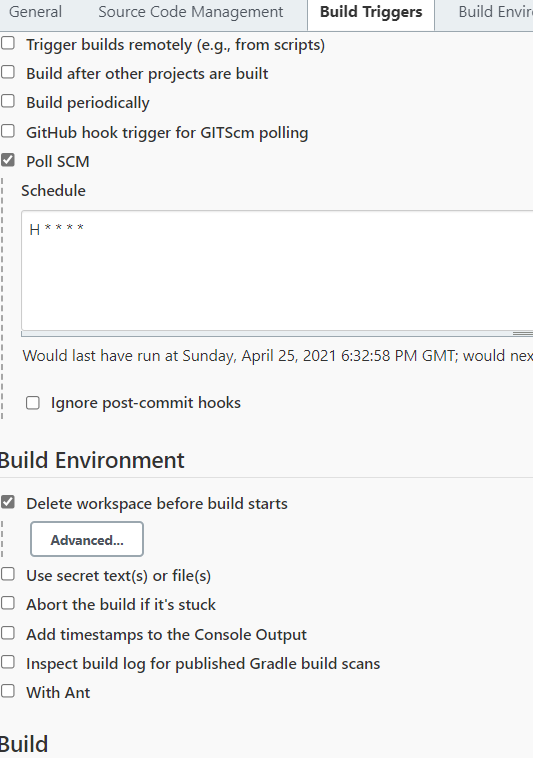 General Source Code Management Build Triggers Build Envir
Trigger builds remotely (e.g., from scripts)
Build after other projects are built
Build periodically
GitHub hook trigger for GITScm polling
Poll SCM
Schedule
H * * * *
Would last have run at Sunday, April 25, 2021 6:32:58 PM GMT; would nex
Ignore post-commit hooks
Build Environment
Delete workspace before build starts
Advanced...
Use secret text(s) or file(s)
Abort the build if it's stuck
Add timestamps to the Console Output
Inspect build log for published Gradle build scans
With Ant
Build